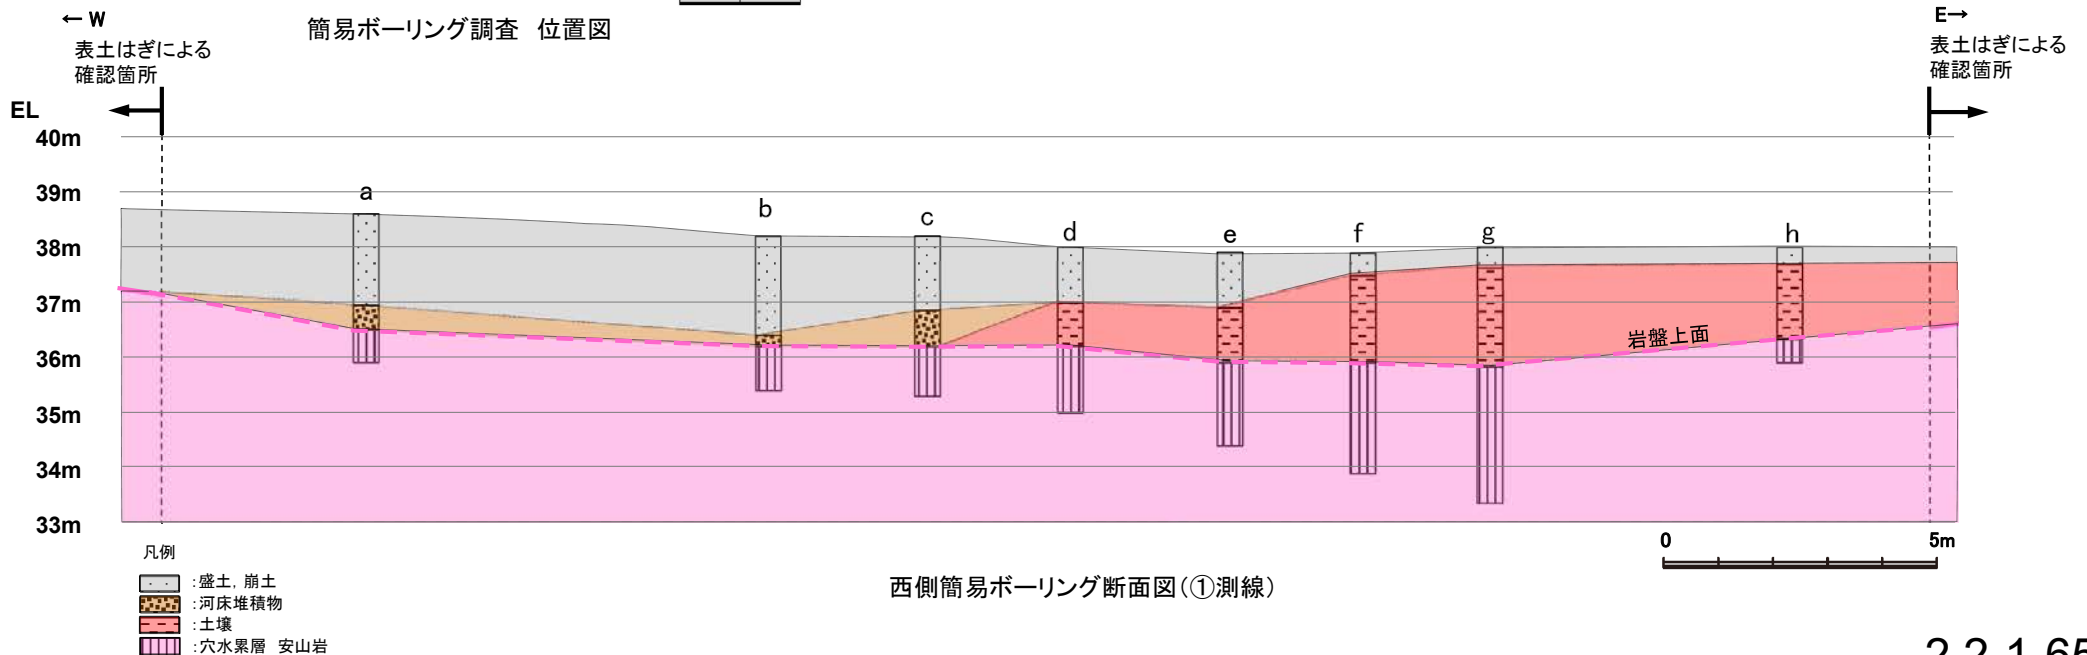 簡易ボーリング調査 位置図
← W
表土はぎによる
確認箇所
E→
表土はぎによる
確認箇所
EL
40m
39m
38m
37m
36m
35m
34m
33m
a
b
c
d
e
f
g
h
岩盤上面
0
5m
凡例
:盛土, 崩土
:河床堆積物
:土壌
:穴水累層 安山岩
西側簡易ボーリング断面図(①測線)